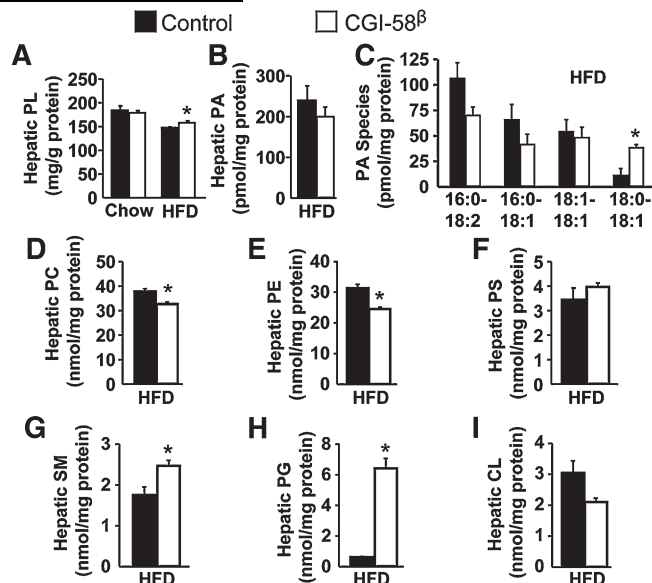 Control CGI-58β
A
Hepatic PL
(mg/g protein)
250
200
150
100
50
0
*
Chow HFD
B
Hepatic PA
(pmol/mg protein)
300
200
100
0
HFD
C
PA Species
(pmol/mg protein)
125
100
75
50
25
0
HFD
*
16:0- 16:0- 18:1- 18:0-
18:2 18:1 18:1 18:1
D
Hepatic PC
(nmol/mg protein)
50
40
30
20
10
0
*
HFD
E
Hepatic PE
(nmol/mg protein)
40
30
20
10
0
*
HFD
F
Hepatic PS
(nmol/mg protein)
5
4
3
2
1
0
HFD
G
Hepatic SM
(nmol/mg protein)
3
2
1
0
*
HFD
H
Hepatic PG
(nmol/mg protein)
8
6
4
2
0
*
HFD
I
Hepatic CL
(nmol/mg protein)
4
3
2
1
0
HFD